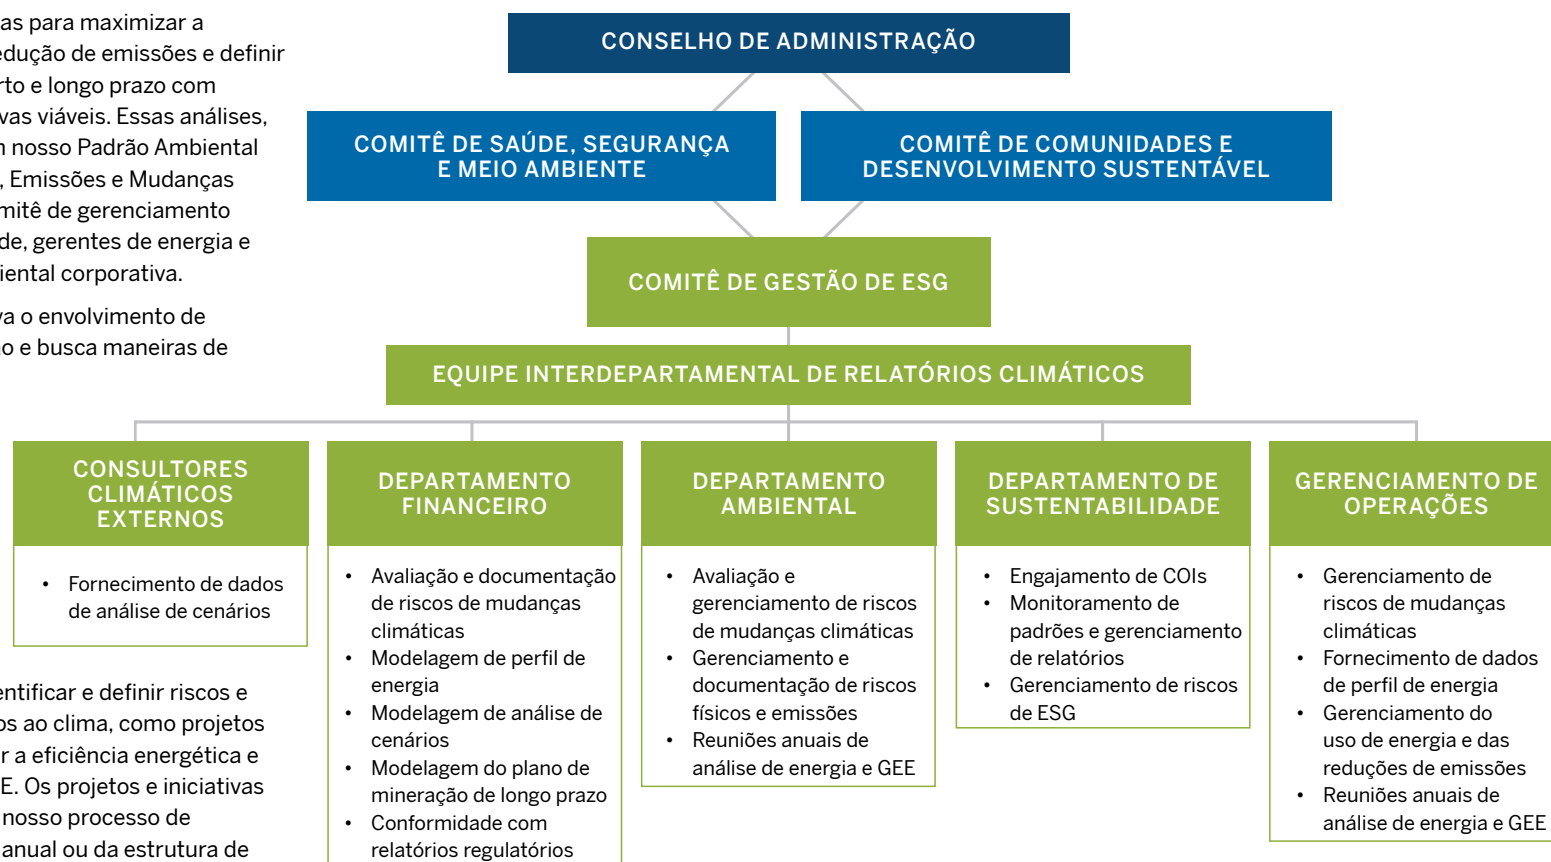 as para maximizar a
edução de emissões e definir
rto e longo prazo com
vas viáveis. Essas análises,
nosso Padrão Ambiental
, Emissões e Mudanças
mitê de gerenciamento
de, gerentes de energia e
iental corporativa.
va o envolvimento de
o e busca maneiras de
CONSELHO DE ADMINISTRAÇÃO
COMITÊ DE SAÚDE, SEGURANÇA
E MEIO AMBIENTE
COMITÊ DE COMUNIDADES E
DESENVOLVIMENTO SUSTENTÁVEL
COMITÊ DE GESTÃO DE ESG
EQUIPE INTERDEPARTAMENTAL DE RELATÓRIOS CLIMÁTICOS
CONSULTORES
CLIMÁTICOS
EXTERNOS
• Fornecimento de dados
de análise de cenários
DEPARTAMENTO
FINANCEIRO
• Avaliação e documentação
de riscos de mudanças
climáticas
• Modelagem de perfil de
energia
• Modelagem de análise de
cenários
• Modelagem do plano de
mineração de longo prazo
• Conformidade com
relatórios regulatórios
DEPARTAMENTO
AMBIENTAL
• Avaliação e
gerenciamento de riscos
de mudanças climáticas
• Gerenciamento e
documentação de riscos
físicos e emissões
• Reuniões anuais de
análise de energia e GEE
DEPARTAMENTO DE
SUSTENTABILIDADE
• Engajamento de COIs
• Monitoramento de
padrões e gerenciamento
de relatórios
• Gerenciamento de riscos
de ESG
GERENCIAMENTO DE
OPERAÇÕES
• Gerenciamento de
riscos de mudanças
climáticas
• Fornecimento de dados
de perfil de energia
• Gerenciamento do
uso de energia e das
reduções de emissões
• Reuniões anuais de
análise de energia e GEE
entificar e definir riscos e
os ao clima, como projetos
r a eficiência energética e
E. Os projetos e iniciativas
nosso processo de
anual ou da estrutura de